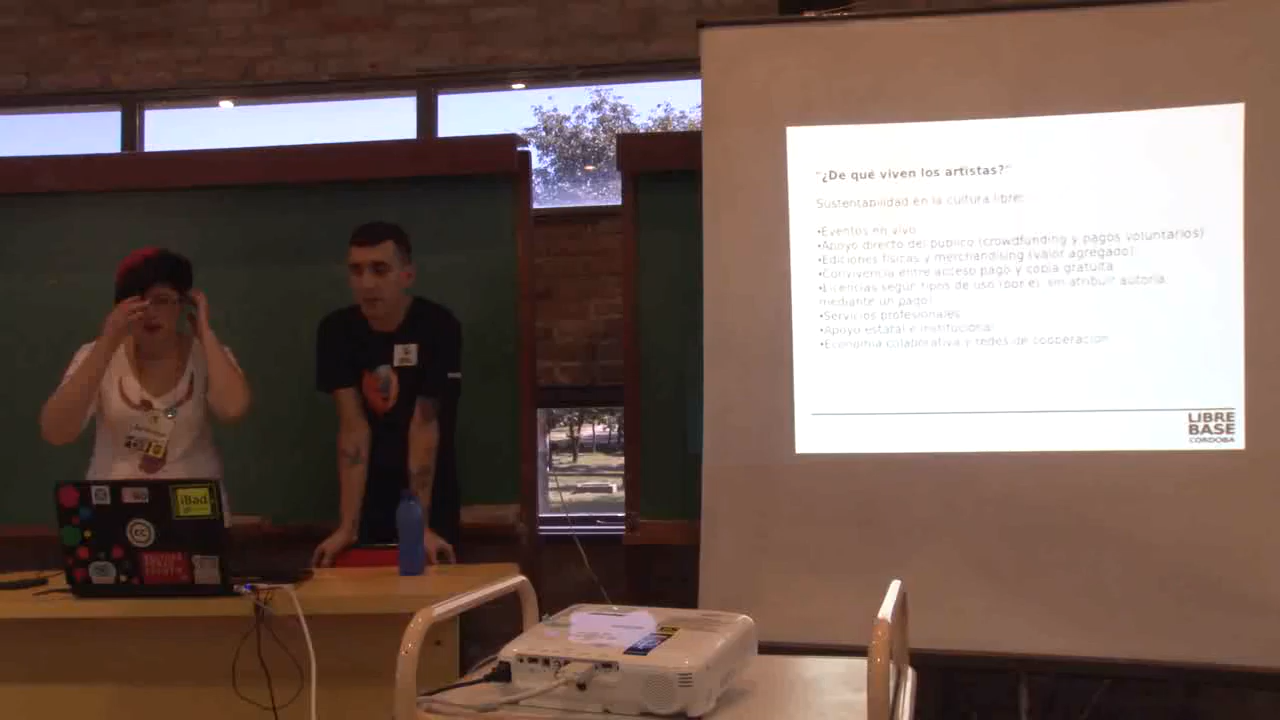 "¿De qué viven los artistas?"
Sustentabilidad en la cultura libre:
•Eventos en vivo
•Apoyo directo del público (crowdfunding y pagos voluntarios)
•Ediciones físicas y merchandising (valor agregado)
•Convivencia entre acceso pago y copia gratuita
•Licencias según tipos de uso (por ej. sin atribuir autoría
mediante un pago)
•Servicios profesionales
•Apoyo estatal e institucional
•Economía colaborativa y redes de cooperación
LIBRE
BASE
CÓRDOBA
iBad
cc